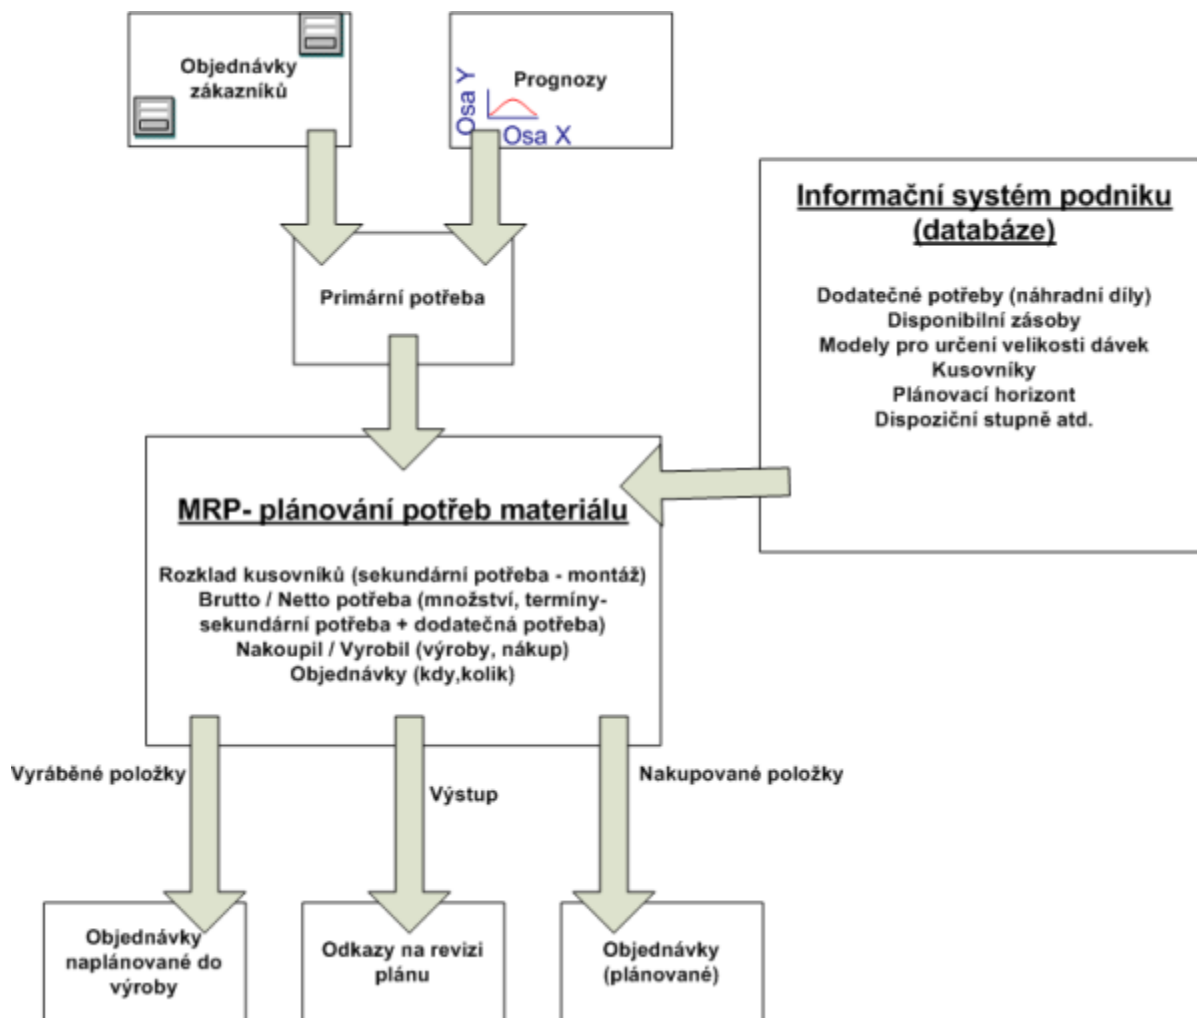 Objednávky
zákazníků
Prognozy
Osa Y
Osa X
Informační systém podniku
(databáze)
Dodatečné potřeby (náhradní díly)
Disponibilní zásoby
Modely pro určení velikosti dávek
Kusovníky
Plánovací horizont
Dispoziční stupně atd.
Primární potřeba
MRP- plánování potřeb materiálu
Rozklad kusovníků (sekundární potřeba - montáž)
Brutto / Netto potřeba (množství, termíny-
sekundární potřeba + dodatečná potřeba)
Nakoupil / Vyrobil (výroby, nákup)
Objednávky (kdy,kolik)
Vyráběné položky
Výstup
Nakupované položky
Objednávky
naplánované do
výroby
Odkazy na revizi
plánu
Objednávky
(plánované)